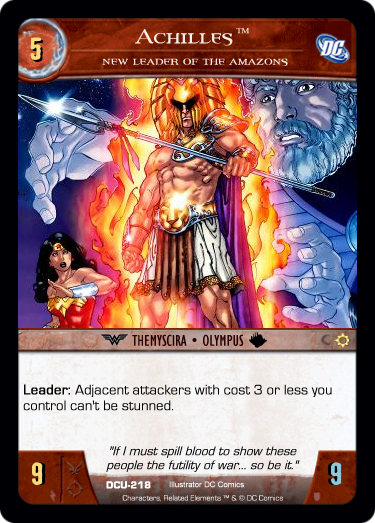 5
ACHILLES™
NEW LEADER OF THE AMAZONS
DC
THEMYSCIRA • OLYMPUS
Leader: Adjacent attackers with cost 3 or less you
control can't be stunned.
"If I must spill blood to show these
people the futility of war... so be it."
9
DCU-218 Illustrator DC Comics
9
Characters, Related Elements ™ & © DC Comics